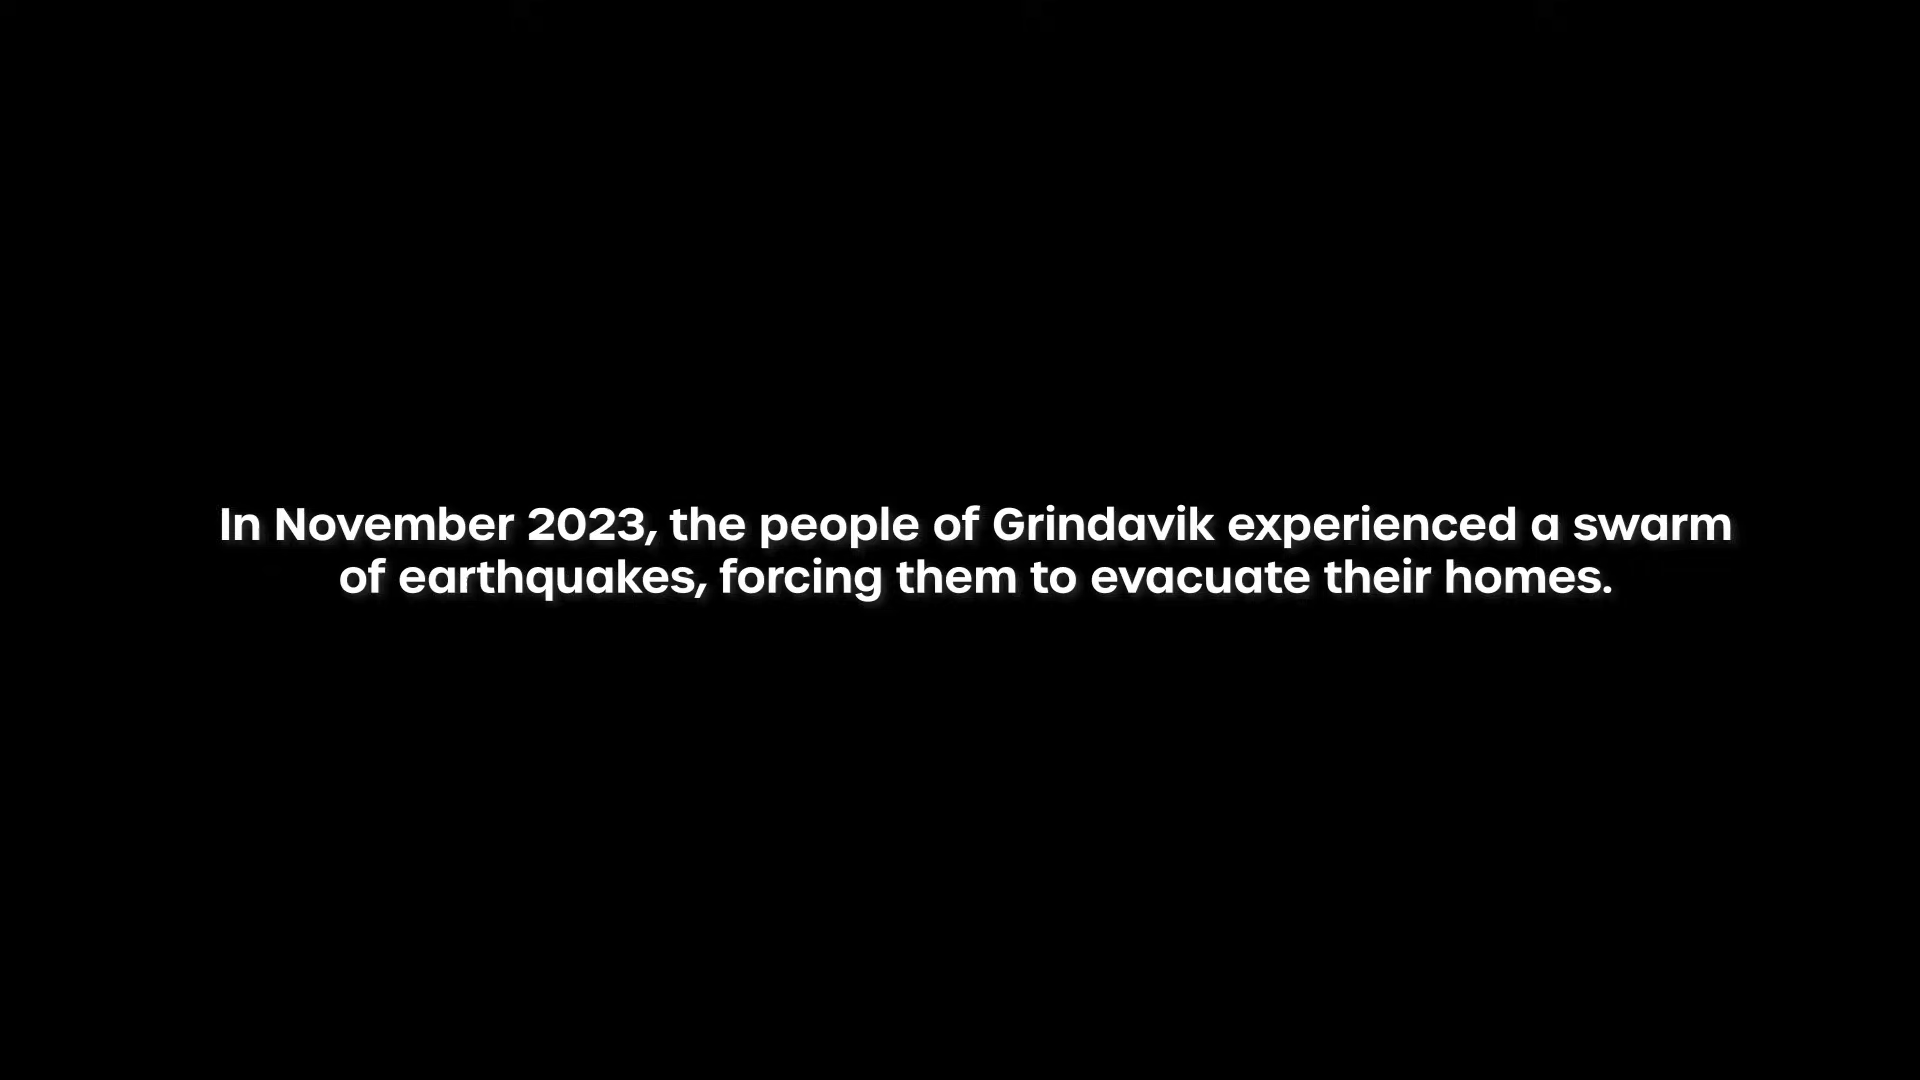 In November 2023, the people of Grindavik experienced a swarm
of earthquakes, forcing them to evacuate their homes.